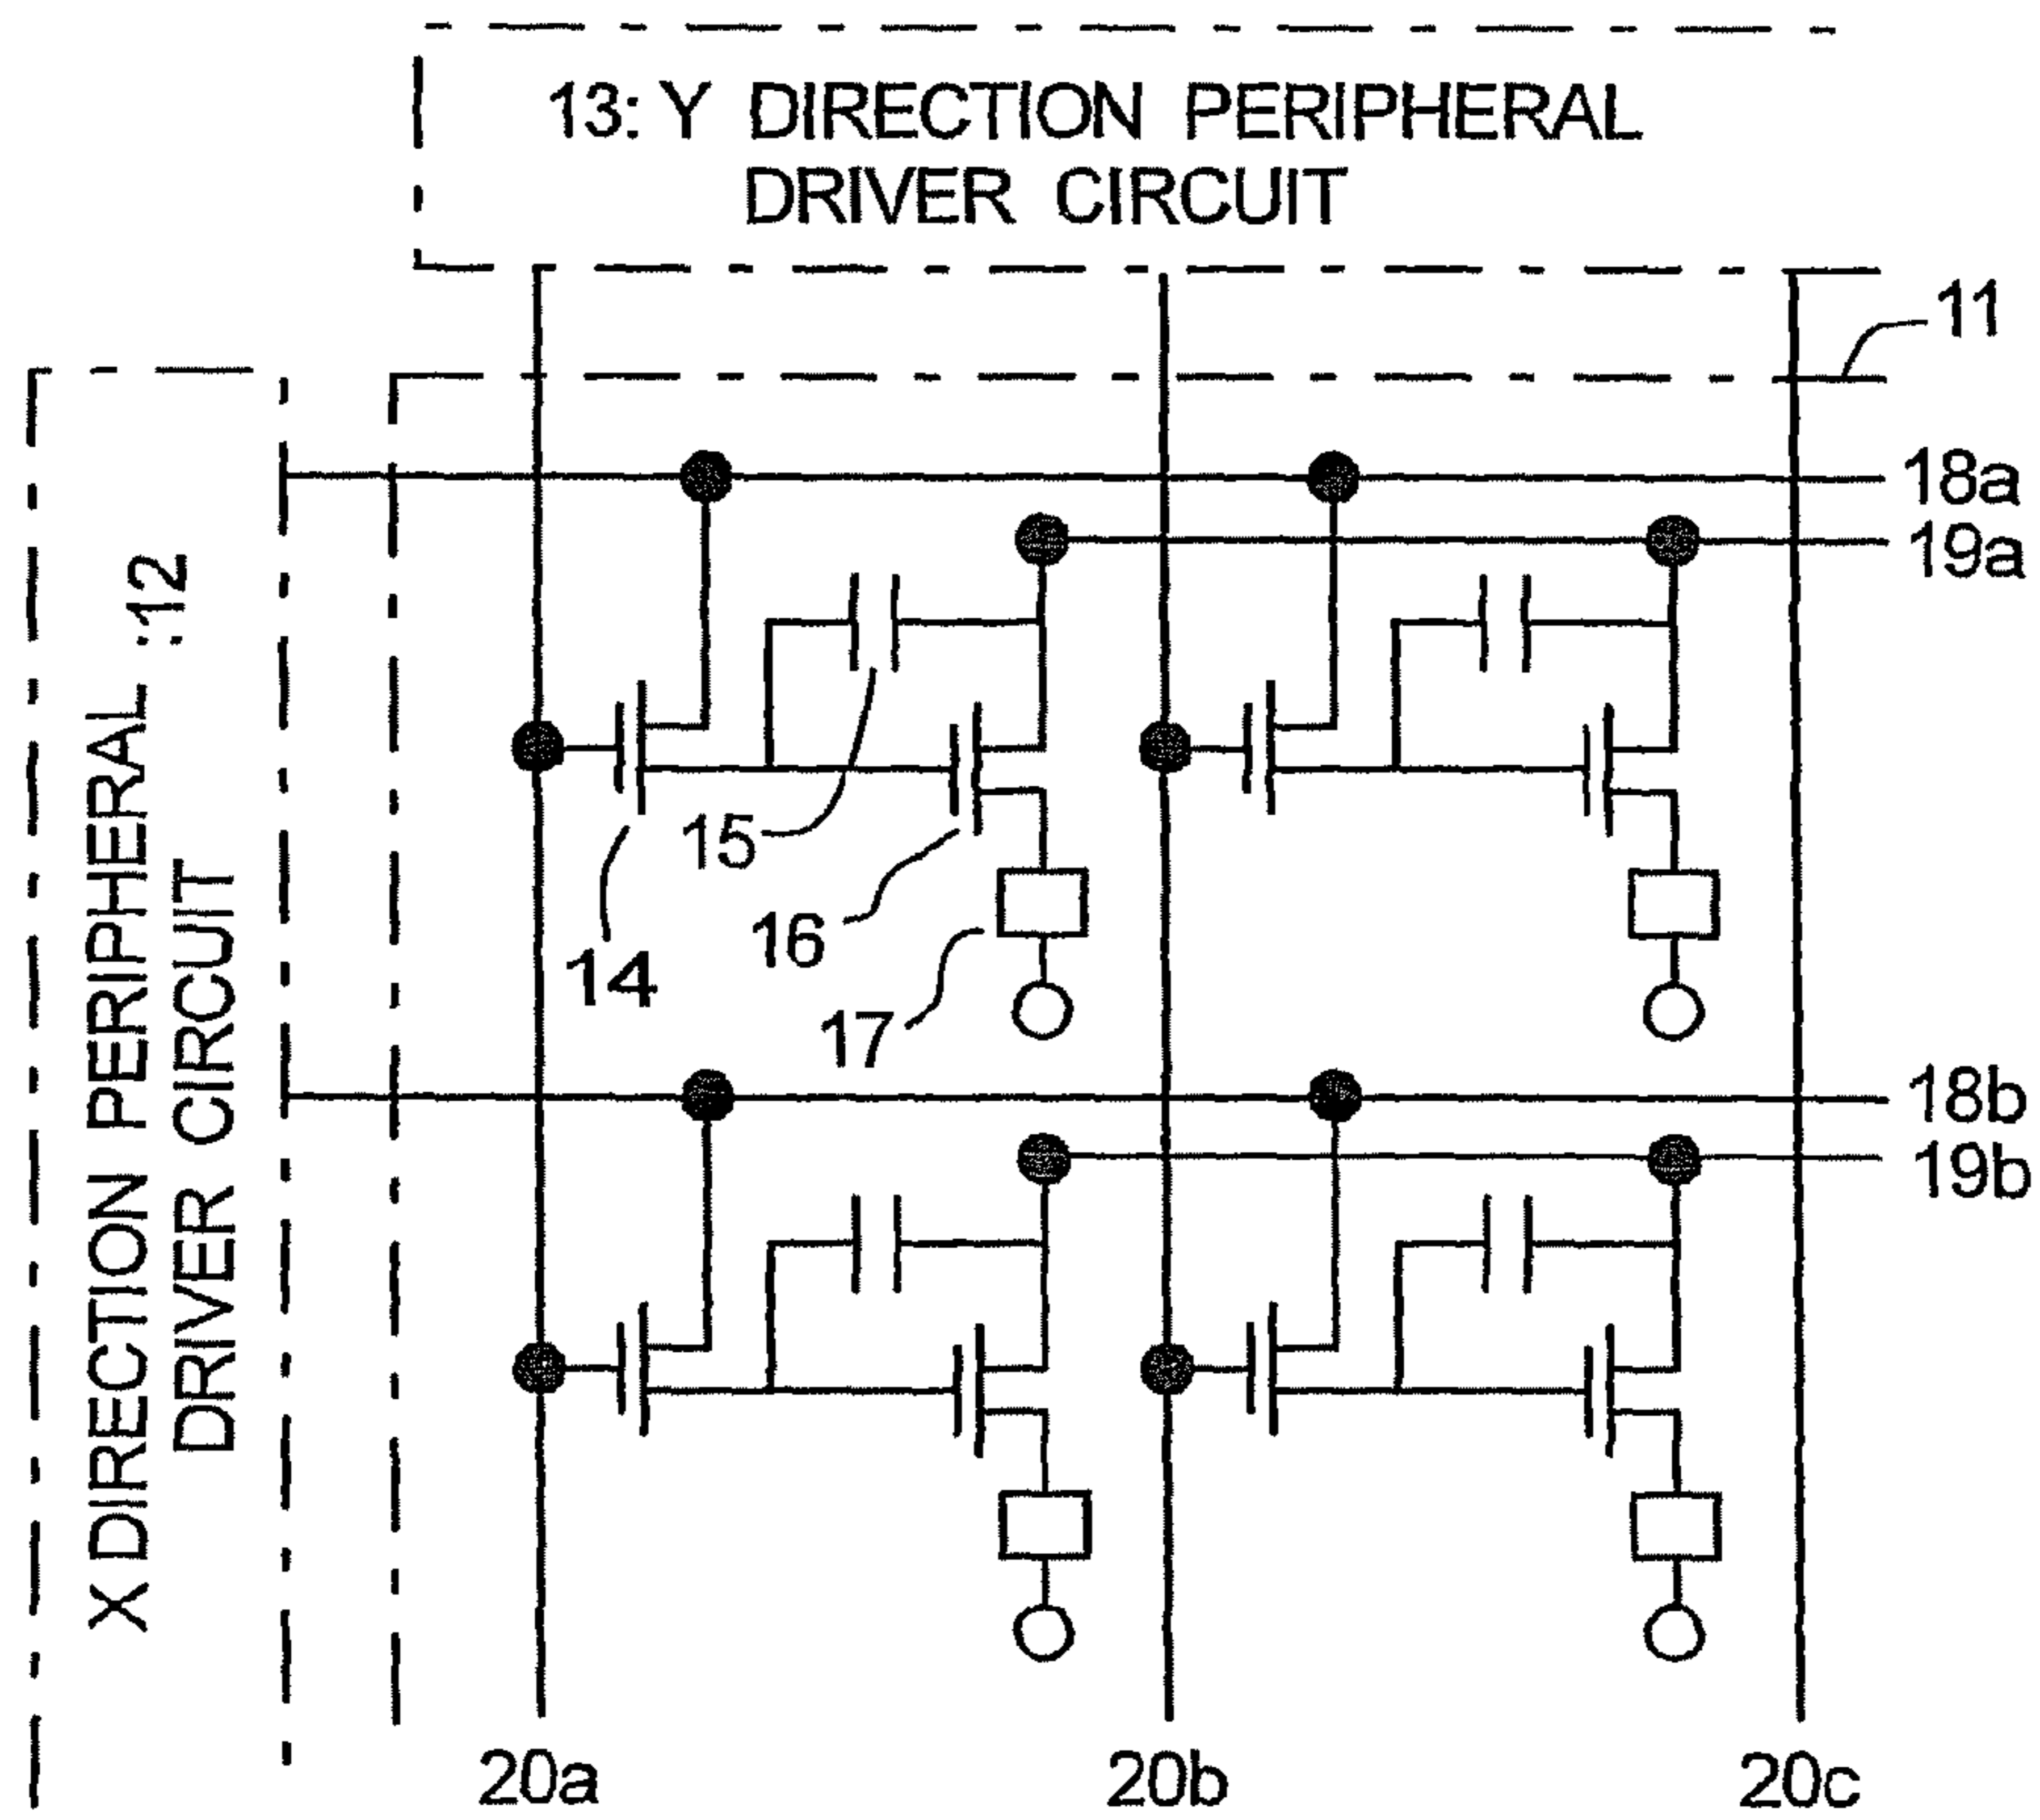 13: Y DIRECTION PERIPHERAL
DRIVER CIRCUIT
11
18a
19a
X DIRECTION PERIPHERAL :12
DRIVER CIRCUIT
15
14
16
17
18b
19b
20a
20b
20c